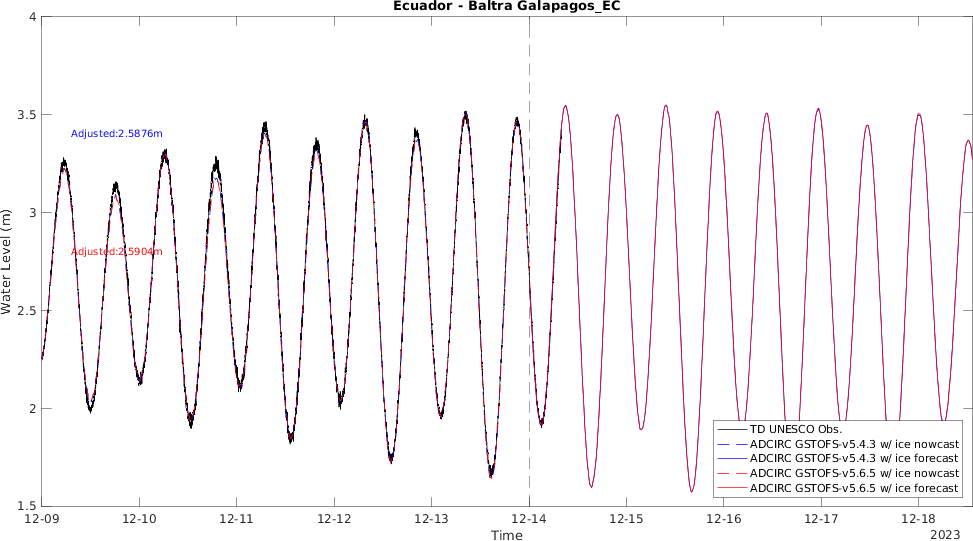 Ecuador - Baltra Galapagos_EC
Water Level (m)
4
3.5
3
2.5
2
1.5
Adjusted:2.5876m
Adjusted:2.5904m
TD UNESCO Obs.
ADCIRC GSTOFS-v5.4.3 w/ ice nowcast
ADCIRC GSTOFS-v5.4.3 w/ ice forecast
ADCIRC GSTOFS-v5.6.5 w/ ice nowcast
ADCIRC GSTOFS-v5.6.5 w/ ice forecast
12-09 12-10 12-11 12-12 12-13 12-14 12-15 12-16 12-17 12-18
Time
2023